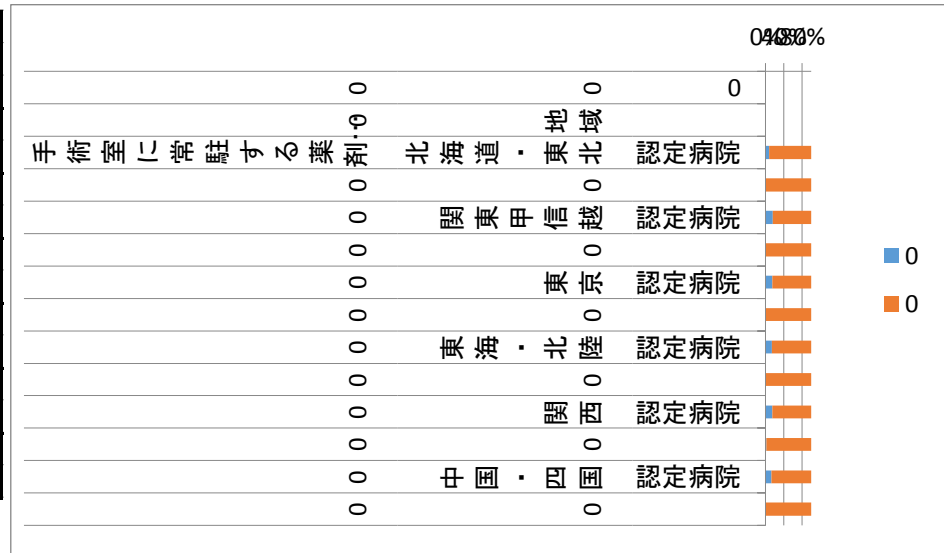 0%40%80%
0 0 0
0 地域
手術室に常駐する薬剤… 北海道・東北 認定病院
0 0
0 関東甲信越 認定病院
0 0
0 東京 認定病院
0 0
0 東海・北陸 認定病院
0 0
0 関西 認定病院
0 0
0 中国・四国 認定病院
0 0
0
0